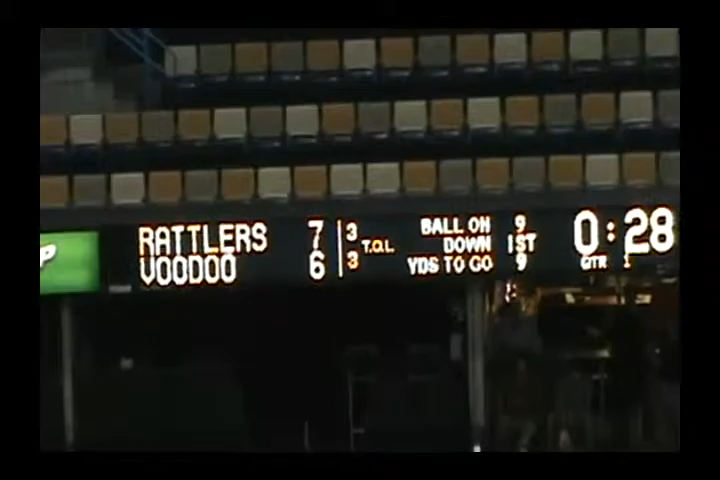 P
RATTLERS 7 3 T.O.L BALL ON 9 0:28
VOODOO 6 3 DOWN 1ST QTR 1
YDS TO GO 9